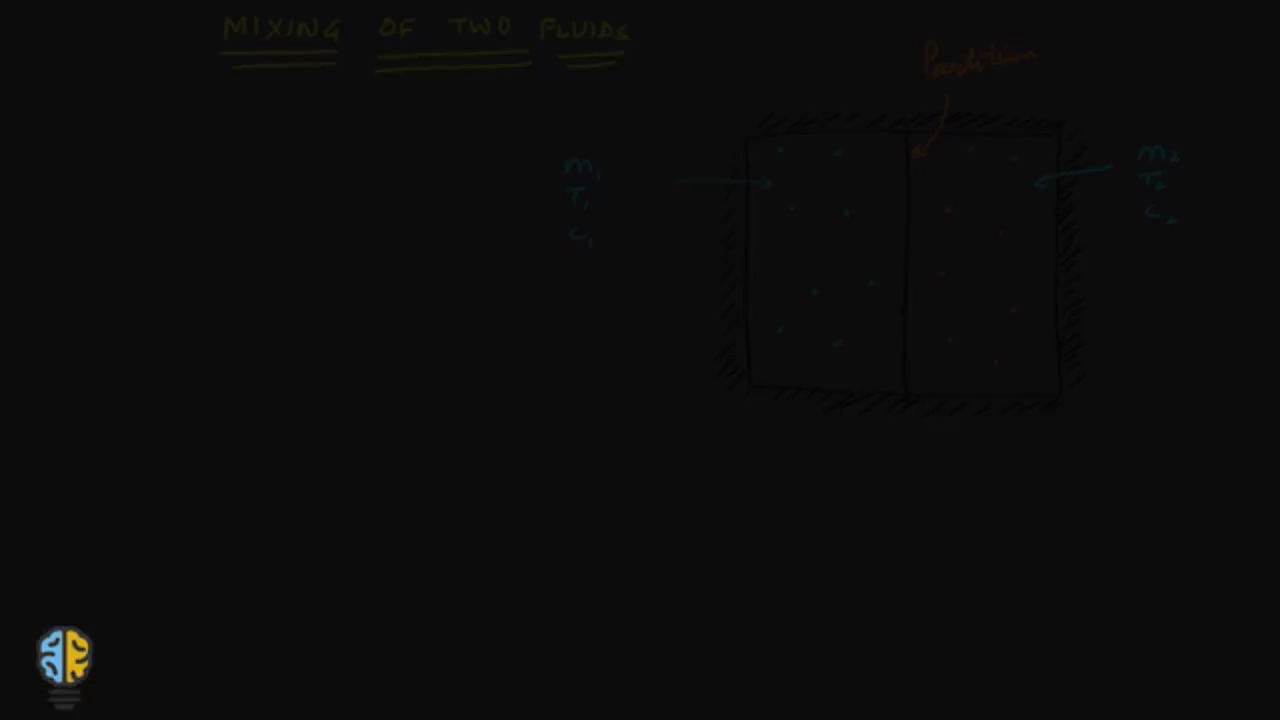 MIXING OF TWO FLUIDS
Partition
m₁
T₁
c₁
m₂
T₂
c₂